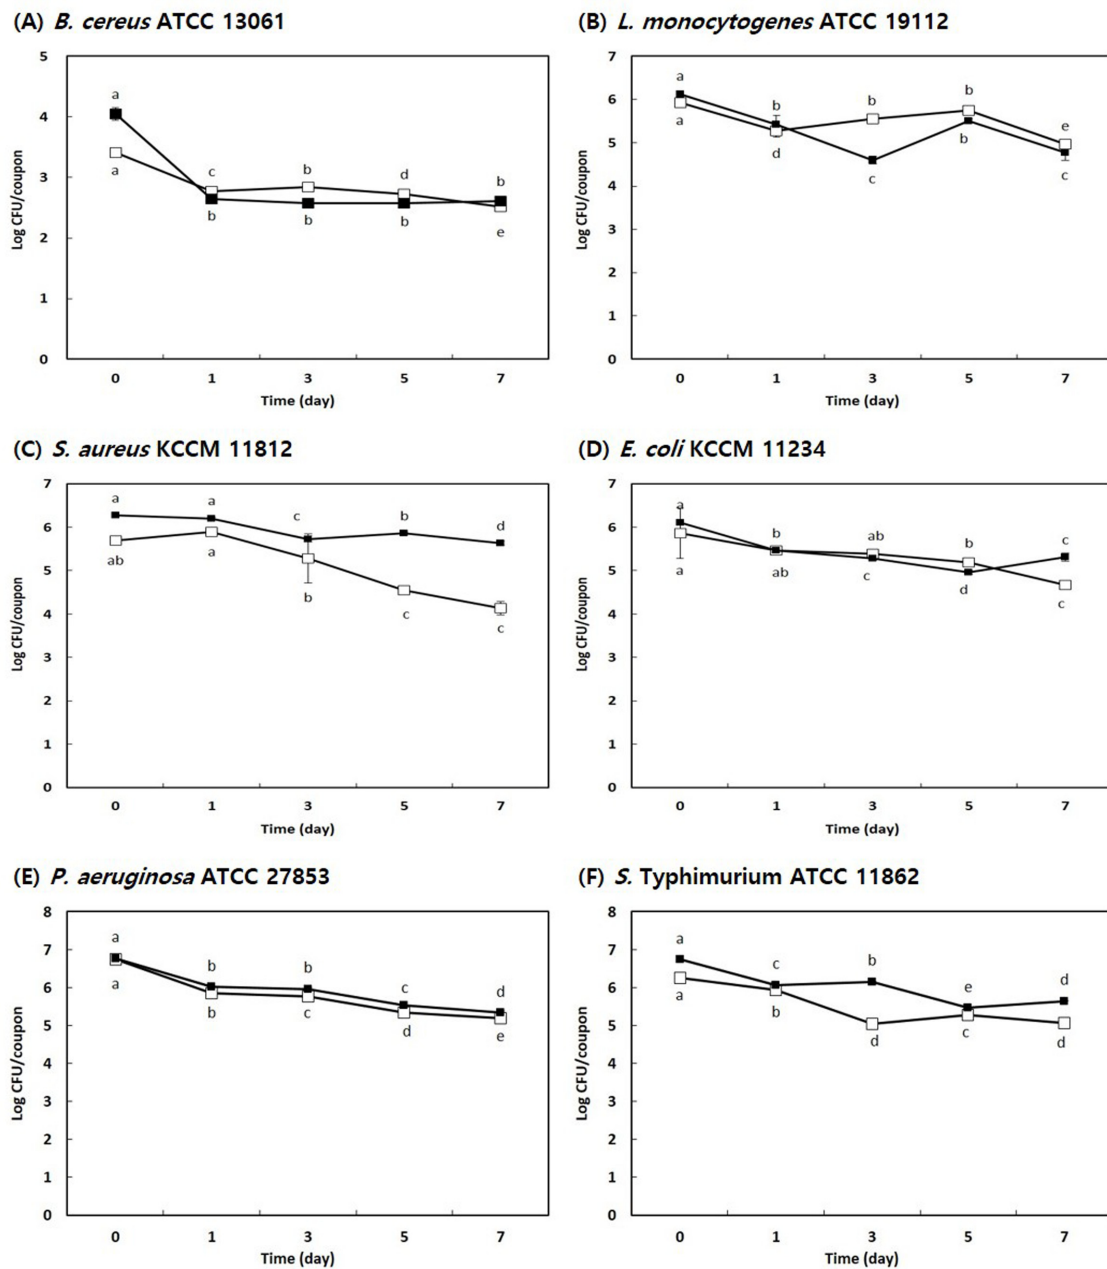 (A) B. cereus ATCC 13061
5
a
4
a
3
c
b
d
b
b
b
b
e
2
1
0
0 1 3 5 7
Log CFU/coupon
Time (day)
(B) L. monocytogenes ATCC 19112
7
a
6
a
b
b
b
e
5
d
b
c
c
4
3
2
1
0
0 1 3 5 7
Log CFU/coupon
Time (day)
(C) S. aureus KCCM 11812
7
a
a
c
b
d
6
ab
a
5
b
c
4
c
3
2
1
0
0 1 3 5 7
Log CFU/coupon
Time (day)
(D) E. coli KCCM 11234
7
a
6
b
ab
b
c
5
a
ab
c
d
c
4
3
2
1
0
0 1 3 5 7
Log CFU/coupon
Time (day)
(E) P. aeruginosa ATCC 27853
8
a
7
b
b
c
d
6
a
b
c
d
e
5
4
3
2
1
0
0 1 3 5 7
Log CFU/coupon
Time (day)
(F) S. Typhimurium ATCC 11862
8
a
7
c
b
e
d
6
a
b
d
c
d
5
4
3
2
1
0
0 1 3 5 7
Log CFU/coupon
Time (day)